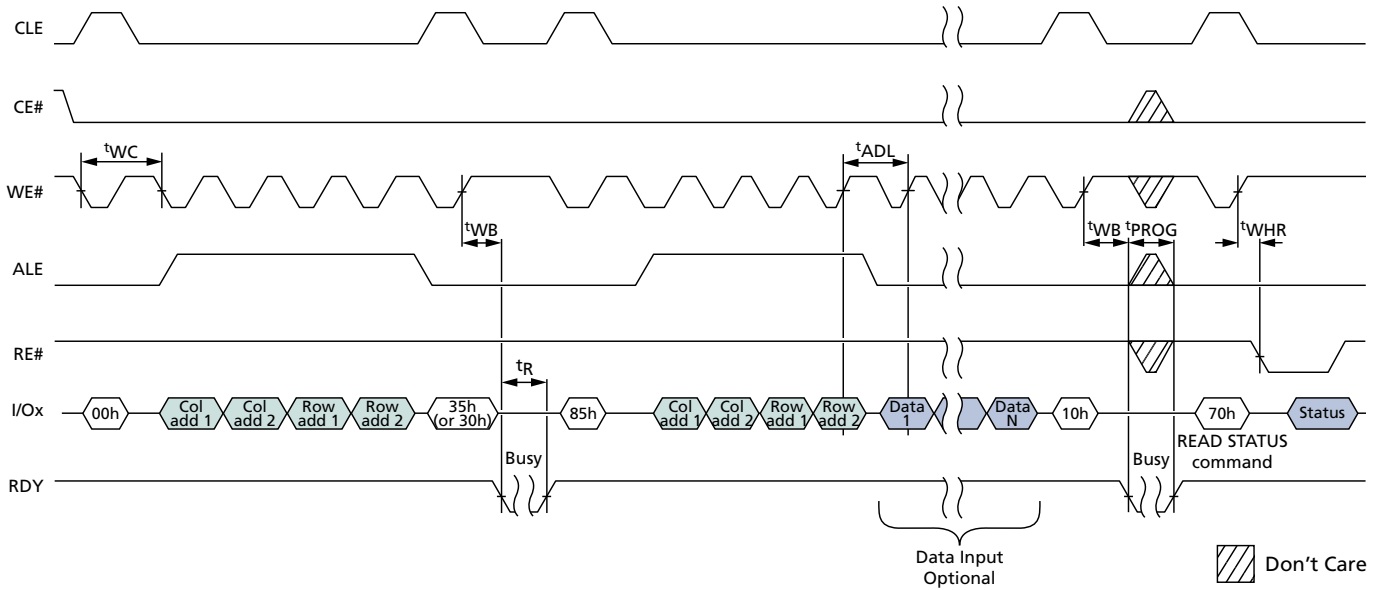 CLE
CE#
tWC
tADL
WE#
tWB
tWB
tPROG
tWHR
ALE
RE#
tR
I/Ox
00h
Col
add 1
Col
add 2
Row
add 1
Row
add 2
35h
(or 30h)
85h
Col
add 1
Col
add 2
Row
add 1
Row
add 2
Data
1
Data
N
10h
70h
Status
READ STATUS
command
Busy
Busy
RDY
Data Input
Optional
Don't Care